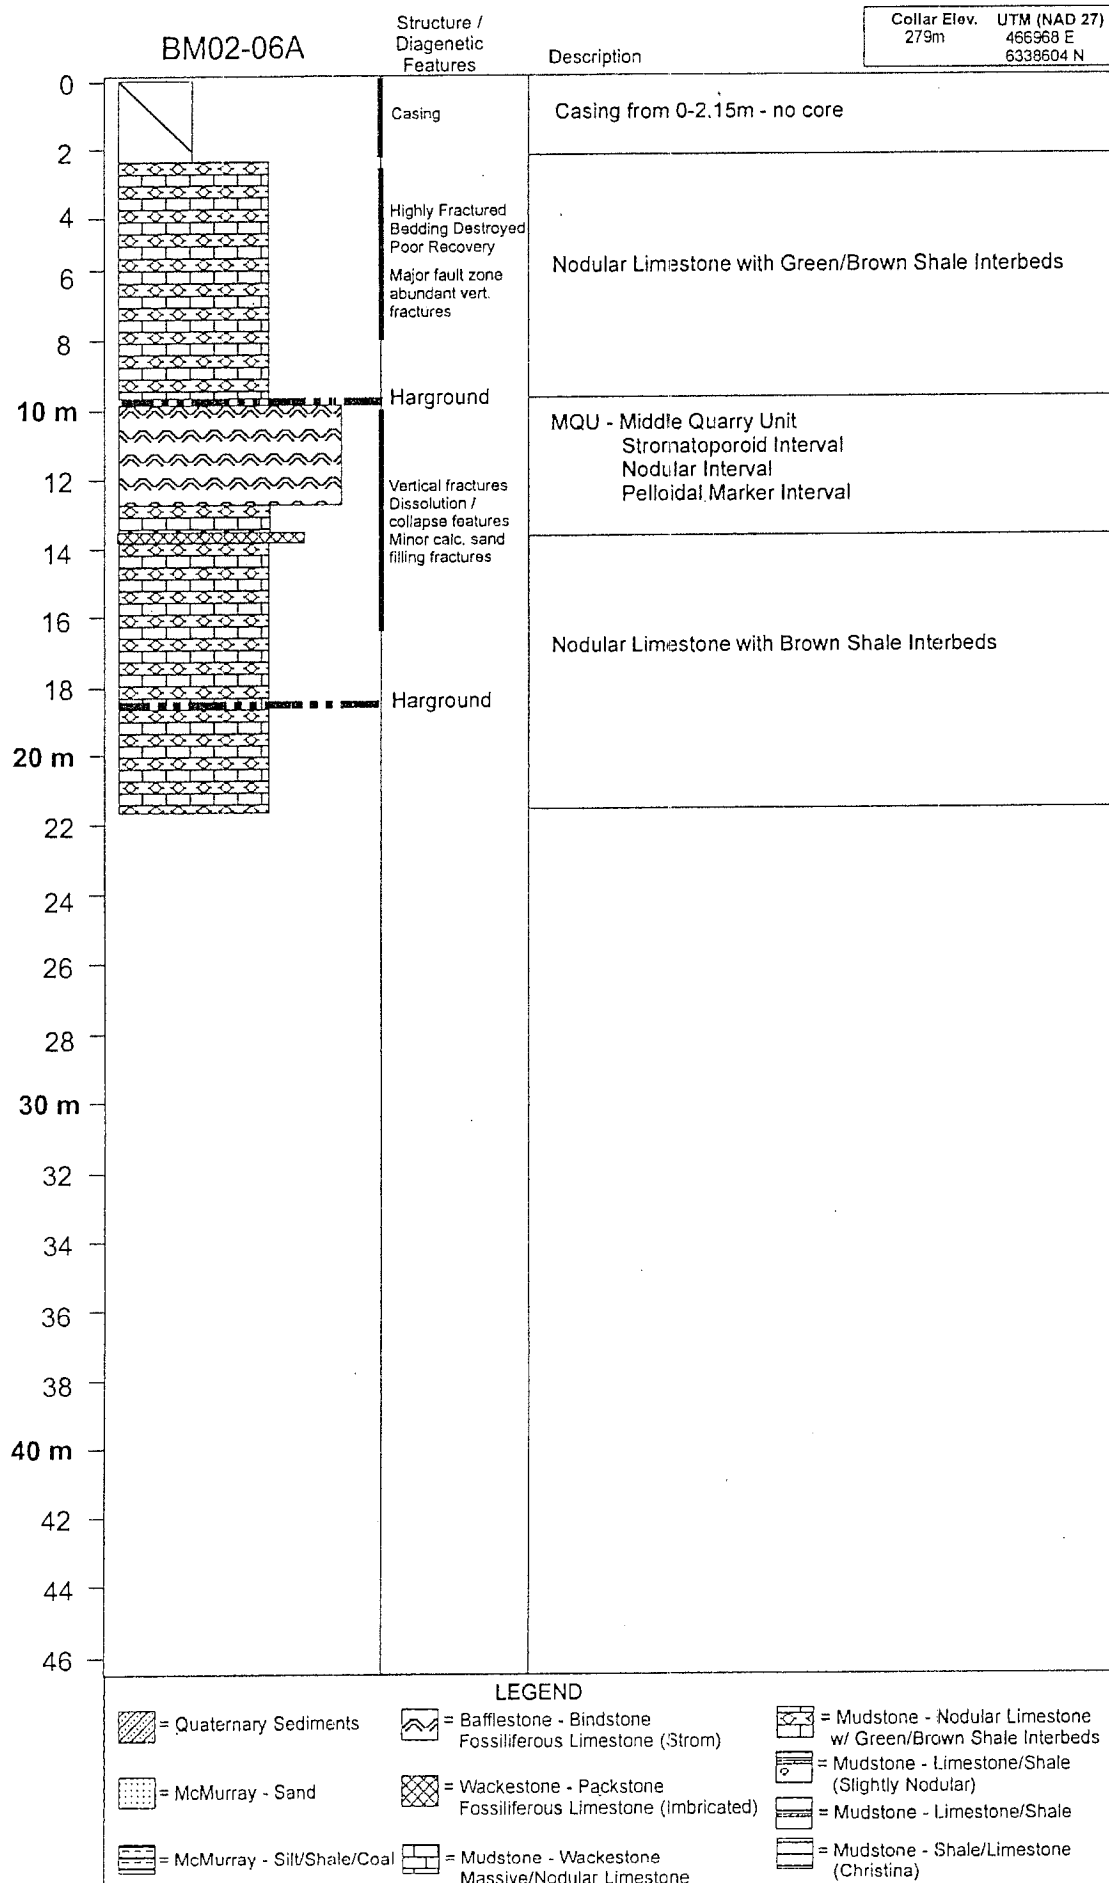 BM02-06A
Structure /
Diagenetic
Features
Description
Collar Elev. UTM (NAD 27)
279m 466968 E
6338604 N
0
2
4
6
8
10 m
12
14
16
18
20 m
22
24
26
28
30 m
32
34
36
38
40 m
42
44
46
Casing
Highly Fractured
Bedding Destroyed
Poor Recovery
Major fault zone
abundant vert.
fractures
Harground
Vertical fractures
Dissolution /
collapse features
Minor calc. sand
filling fractures
Harground
Casing from 0-2.15m - no core
Nodular Limestone with Green/Brown Shale Interbeds
MQU - Middle Quarry Unit
Stromatoporoid Interval
Nodular Interval
Pelloidal Marker Interval
Nodular Limestone with Brown Shale Interbeds
LEGEND
= Quaternary Sediments
= McMurray - Sand
= McMurray - Silt/Shale/Coal
= Bafflestone - Bindstone
Fossiliferous Limestone (Strom)
= Wackestone - Packstone
Fossiliferous Limestone (Imbricated)
= Mudstone - Wackestone
Massive/Nodular Limestone
= Mudstone - Nodular Limestone
w/ Green/Brown Shale Interbeds
= Mudstone - Limestone/Shale
(Slightly Nodular)
= Mudstone - Limestone/Shale
= Mudstone - Shale/Limestone
(Christina)